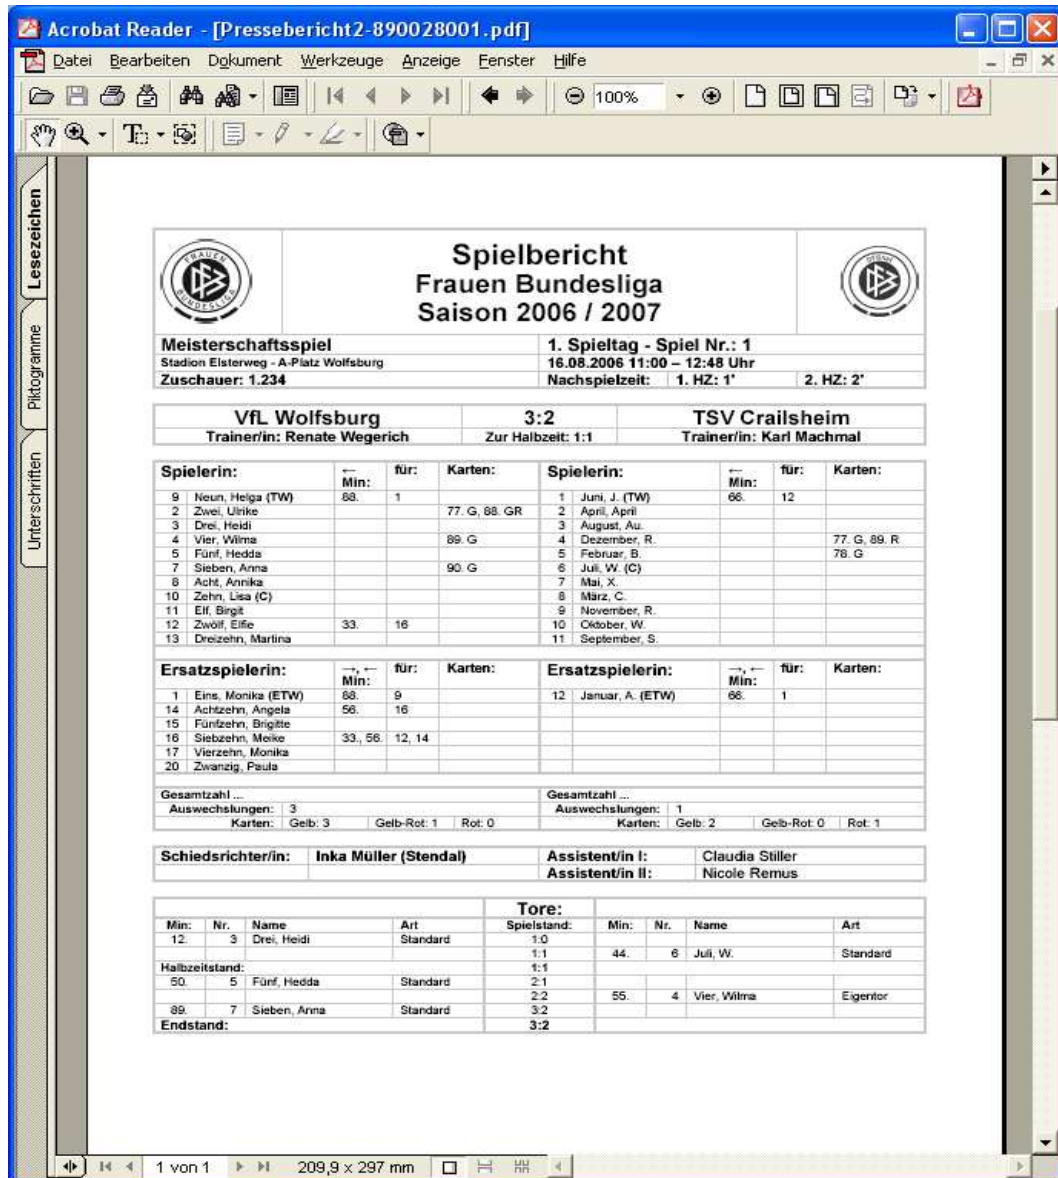 Acrobat Reader - [Pressebericht2-890028001.pdf]
Datei Bearbeiten Dokument Werkzeuge Anzeige Fenster Hilfe
100%
Lesezeichen
Piktogramme
Unterschriften
FRAUEN BUNDESLIGA
DFB
Spielbericht
Frauen Bundesliga
Saison 2006 / 2007
Meisterschaftsspiel 1. Spieltag - Spiel Nr.: 1
Stadion Elsterweg - A-Platz Wolfsburg 16.08.2006 11:00 – 12:48 Uhr
Zuschauer: 1.234 Nachspielzeit: 1. HZ: 1' 2. HZ: 2'
VfL Wolfsburg 3:2 TSV Crailsheim
Trainer/in: Renate Wegerich Zur Halbzeit: 1:1 Trainer/in: Karl Machmal
Spielerin: ← Min: für: Karten: Spielerin: ← Min: für: Karten:
9 Neun, Helga (TW) 88. 1 1 Juni, J. (TW) 66. 12
2 Zwei, Ulrike 77. G, 88. GR 2 April, April
3 Drei, Heidi 3 August, Au.
4 Vier, Wilma 89. G 4 Dezember, R. 77. G, 89. R
5 Fünf, Hedda 5 Februar, B. 78. G
7 Sieben, Anna 90. G 6 Juli, W. (C)
8 Acht, Annika 7 Mai, X.
10 Zehn, Lisa (C) 8 März, C.
11 Elf, Birgit 9 November, R.
12 Zwölf, Elfie 33. 16 10 Oktober, W.
13 Dreizehn, Martina 11 September, S.
Ersatzspielerin: →, ← Min: für: Karten: Ersatzspielerin: →, ← Min: für: Karten:
1 Eins, Monika (ETW) 88. 9 12 Januar, A. (ETW) 66. 1
14 Achtzehn, Angela 56. 16
15 Fünfzehn, Brigitte
16 Siebzehn, Meike 33., 56. 12, 14
17 Vierzehn, Monika
20 Zwanzig, Paula
Gesamtzahl ... Gesamtzahl ...
Auswechslungen: 3 Auswechslungen: 1
Karten: Gelb: 3 Gelb-Rot: 1 Rot: 0 Karten: Gelb: 2 Gelb-Rot: 0 Rot: 1
Schiedsrichter/in: Inka Müller (Stendal) Assistent/in I: Claudia Stiller
Assistent/in II: Nicole Remus
Tore:
Min: Nr. Name Art Spielstand: Min: Nr. Name Art
12. 3 Drei, Heidi Standard 1:0
1:1 44. 6 Juli, W. Standard
Halbzeitstand: 1:1
50. 5 Fünf, Hedda Standard 2:1
2:2 55. 4 Vier, Wilma Eigentor
89. 7 Sieben, Anna Standard 3:2
Endstand: 3:2
1 von 1 209,9 x 297 mm